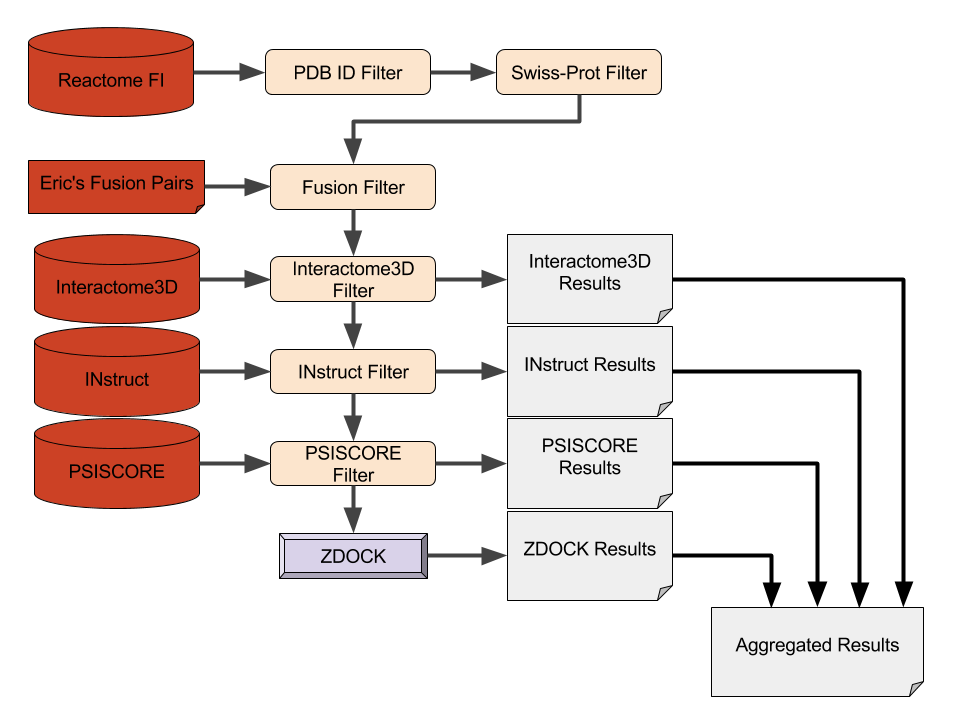 Reactome FI
PDB ID Filter
Swiss-Prot Filter
Eric's Fusion Pairs
Fusion Filter
Interactome3D
Interactome3D
Filter
Interactome3D
Results
INstruct
INstruct Filter
INstruct Results
PSISCORE
PSISCORE
Filter
PSISCORE
Results
ZDOCK
ZDOCK Results
Aggregated Results